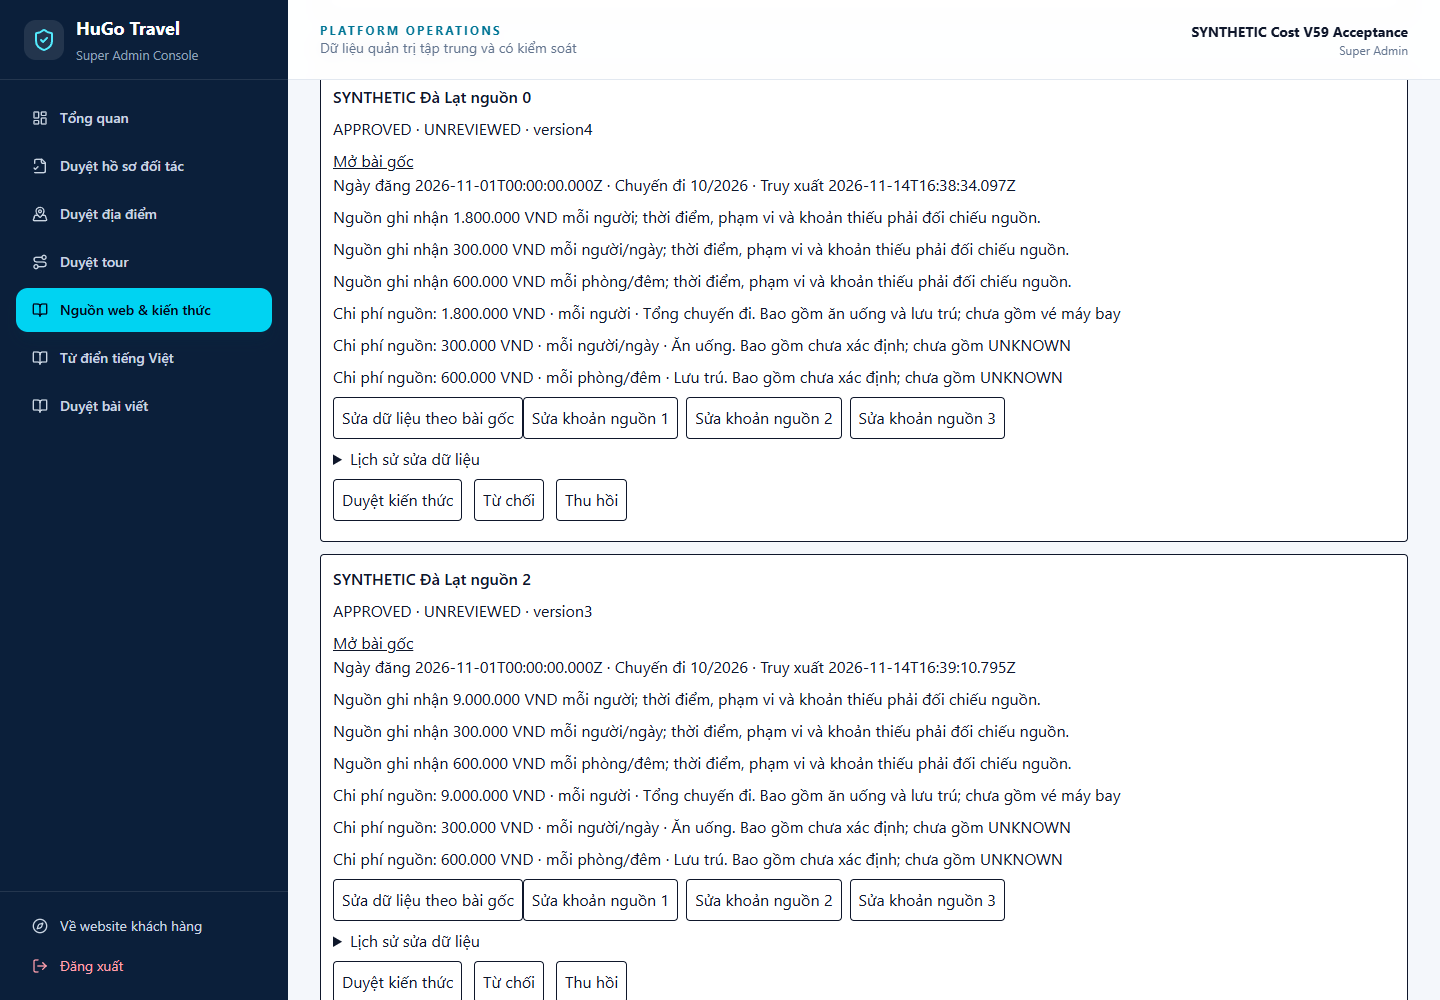 HuGo Travel
Super Admin Console
Tổng quan
Duyệt hồ sơ đối tác
Duyệt địa điểm
Duyệt tour
Nguồn web & kiến thức
Từ điển tiếng Việt
Duyệt bài viết
Về website khách hàng
Đăng xuất
PLATFORM OPERATIONS
Dữ liệu quản trị tập trung và có kiểm soát
SYNTHETIC Cost V59 Acceptance
Super Admin
SYNTHETIC Đà Lạt nguồn 0
APPROVED · UNREVIEWED · version4
Mở bài gốc
Ngày đăng 2026-11-01T00:00:00.000Z · Chuyến đi 10/2026 · Truy xuất 2026-11-14T16:38:34.097Z
Nguồn ghi nhận 1.800.000 VND mỗi người; thời điểm, phạm vi và khoản thiếu phải đối chiếu nguồn.
Nguồn ghi nhận 300.000 VND mỗi người/ngày; thời điểm, phạm vi và khoản thiếu phải đối chiếu nguồn.
Nguồn ghi nhận 600.000 VND mỗi phòng/đêm; thời điểm, phạm vi và khoản thiếu phải đối chiếu nguồn.
Chi phí nguồn: 1.800.000 VND · mỗi người · Tổng chuyến đi. Bao gồm ăn uống và lưu trú; chưa gồm vé máy bay
Chi phí nguồn: 300.000 VND · mỗi người/ngày · Ăn uống. Bao gồm chưa xác định; chưa gồm UNKNOWN
Chi phí nguồn: 600.000 VND · mỗi phòng/đêm · Lưu trú. Bao gồm chưa xác định; chưa gồm UNKNOWN
Sửa dữ liệu theo bài gốc Sửa khoản nguồn 1 Sửa khoản nguồn 2 Sửa khoản nguồn 3
Lịch sử sửa dữ liệu
Duyệt kiến thức Từ chối Thu hồi
SYNTHETIC Đà Lạt nguồn 2
APPROVED · UNREVIEWED · version3
Mở bài gốc
Ngày đăng 2026-11-01T00:00:00.000Z · Chuyến đi 10/2026 · Truy xuất 2026-11-14T16:39:10.795Z
Nguồn ghi nhận 9.000.000 VND mỗi người; thời điểm, phạm vi và khoản thiếu phải đối chiếu nguồn.
Nguồn ghi nhận 300.000 VND mỗi người/ngày; thời điểm, phạm vi và khoản thiếu phải đối chiếu nguồn.
Nguồn ghi nhận 600.000 VND mỗi phòng/đêm; thời điểm, phạm vi và khoản thiếu phải đối chiếu nguồn.
Chi phí nguồn: 9.000.000 VND · mỗi người · Tổng chuyến đi. Bao gồm ăn uống và lưu trú; chưa gồm vé máy bay
Chi phí nguồn: 300.000 VND · mỗi người/ngày · Ăn uống. Bao gồm chưa xác định; chưa gồm UNKNOWN
Chi phí nguồn: 600.000 VND · mỗi phòng/đêm · Lưu trú. Bao gồm chưa xác định; chưa gồm UNKNOWN
Sửa dữ liệu theo bài gốc Sửa khoản nguồn 1 Sửa khoản nguồn 2 Sửa khoản nguồn 3
Lịch sử sửa dữ liệu
Duyệt kiến thức Từ chối Thu hồi